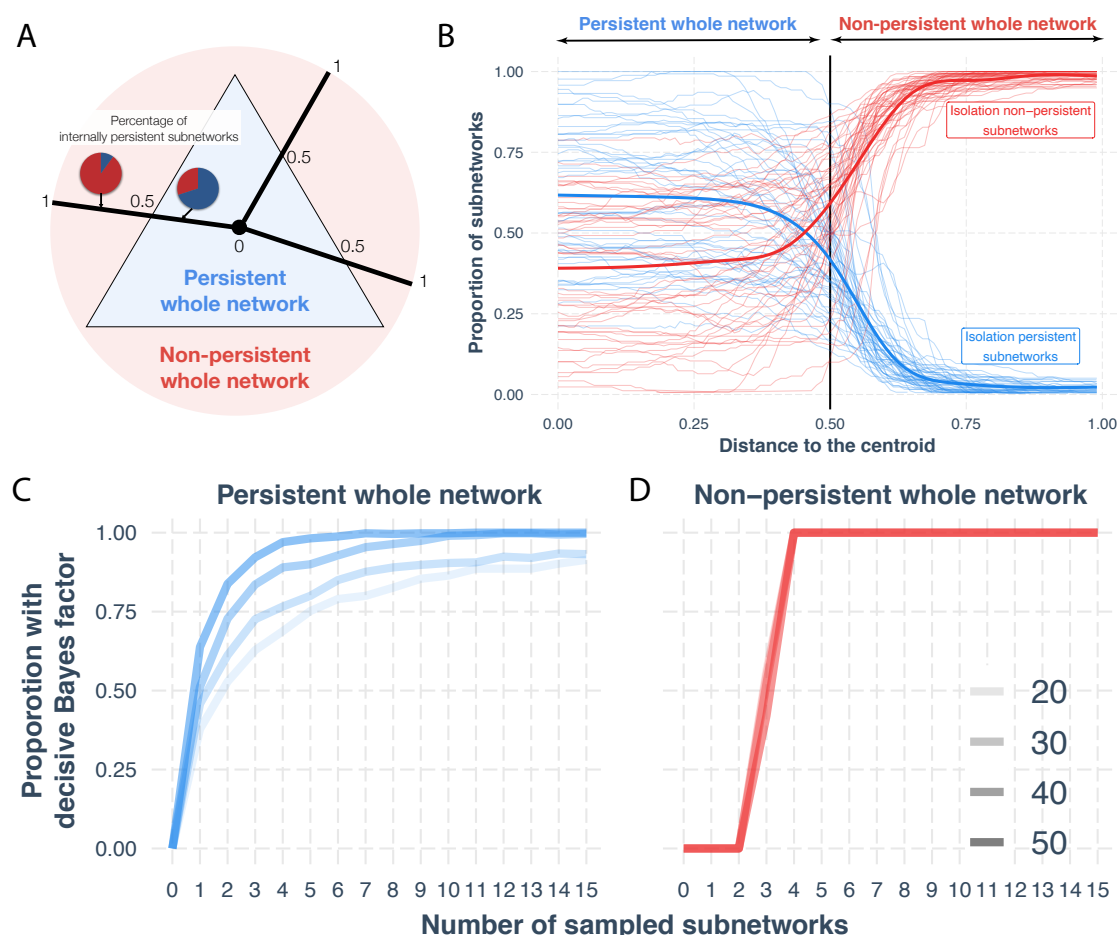 A
1
Percentage of
internally persistent subnetworks
0.5
1
0.5
0
0.5
1
Persistent
whole network
Non-persistent
whole network
B
Persistent whole network
Non-persistent whole network
Proportion of subnetworks
1.00
0.75
0.50
0.25
0.00
Isolation non−persistent
subnetworks
Isolation persistent
subnetworks
0.00 0.25 0.50 0.75 1.00
Distance to the centroid
C
Persistent whole network
Proporotion with
decisive Bayes factor
1.00
0.75
0.50
0.25
0.00
0 1 2 3 4 5 6 7 8 9 10 11 12 13 14 15
D
Non−persistent whole network
20
30
40
50
0 1 2 3 4 5 6 7 8 9 10 11 12 13 14 15
Number of sampled subnetworks